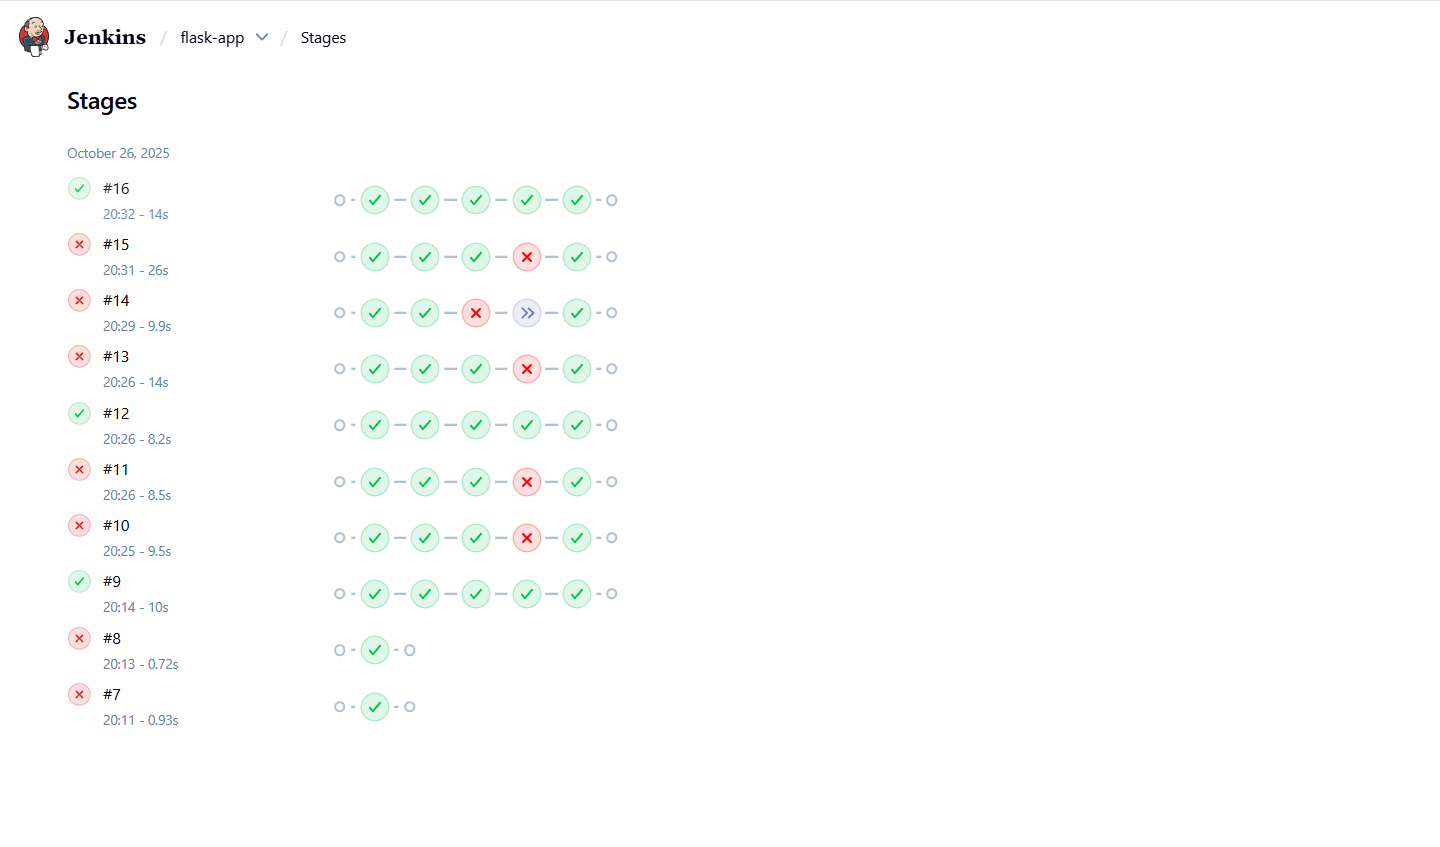 Jenkins / flask-app / Stages
Stages
October 26, 2025
#16
20:32 - 14s
#15
20:31 - 26s
#14
20:29 - 9.9s
#13
20:26 - 14s
#12
20:26 - 8.2s
#11
20:26 - 8.5s
#10
20:25 - 9.5s
#9
20:14 - 10s
#8
20:13 - 0.72s
#7
20:11 - 0.93s